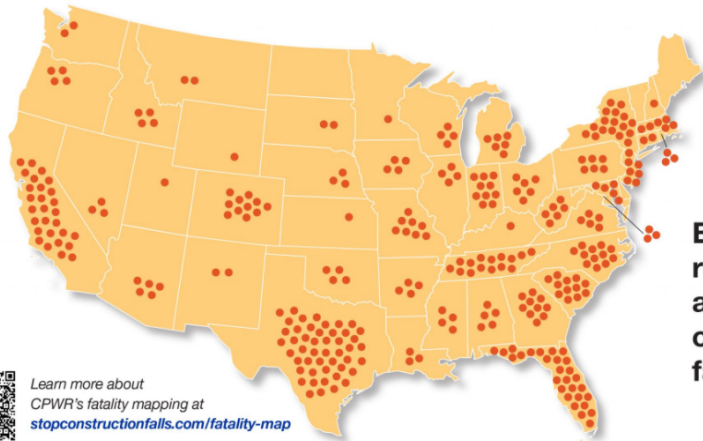 Learn more about
CPWR's fatality mapping at
stopconstructionfalls.com/fatality-map